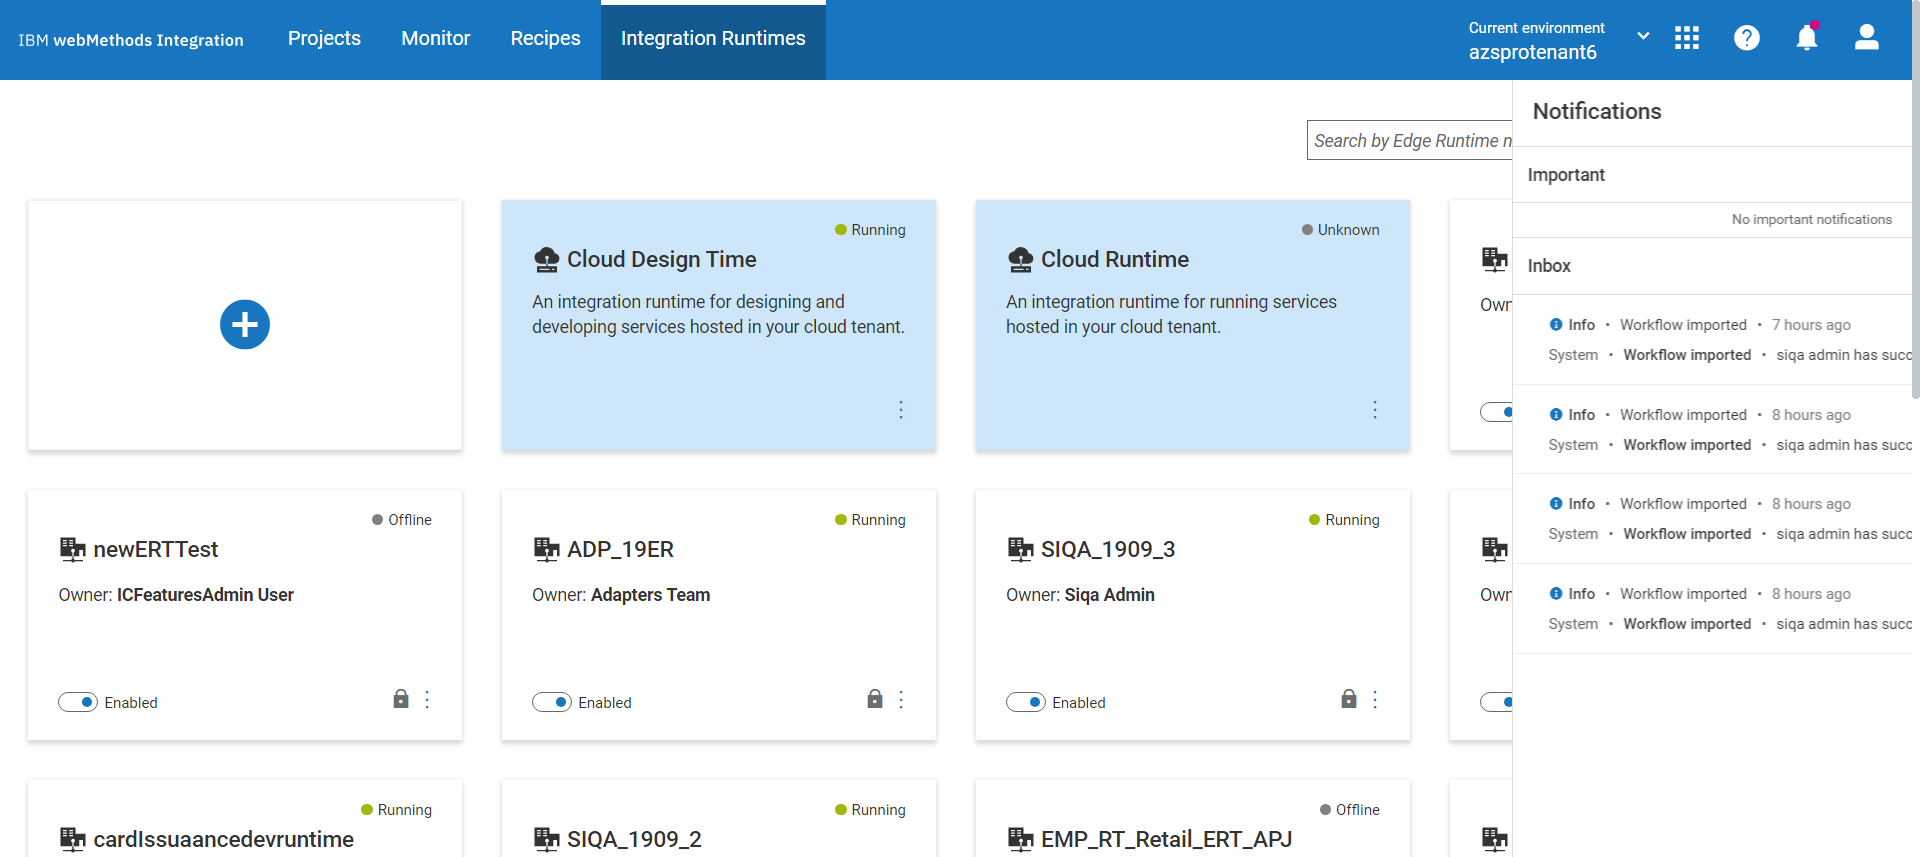 IBM webMethods Integration
Projects
Monitor
Recipes
Integration Runtimes
Current environment
azsprotenant6
Search by Edge Runtime n
Notifications
Important
No important notifications
Inbox
Info • Workflow imported • 7 hours ago
System • Workflow imported • siqa admin has succ
Info • Workflow imported • 8 hours ago
System • Workflow imported • siqa admin has succ
Info • Workflow imported • 8 hours ago
System • Workflow imported • siqa admin has succ
Info • Workflow imported • 8 hours ago
System • Workflow imported • siqa admin has succ
Running
Cloud Design Time
An integration runtime for designing and
developing services hosted in your cloud tenant.
Unknown
Cloud Runtime
An integration runtime for running services
hosted in your cloud tenant.
Own
Offline
newERTTest
Owner: ICFeaturesAdmin User
Enabled
Running
ADP_19ER
Owner: Adapters Team
Enabled
Running
SIQA_1909_3
Owner: Siqa Admin
Enabled
Own
Running
cardIssuaancedevruntime
Running
SIQA_1909_2
Offline
EMP_RT_Retail_ERT_APJ